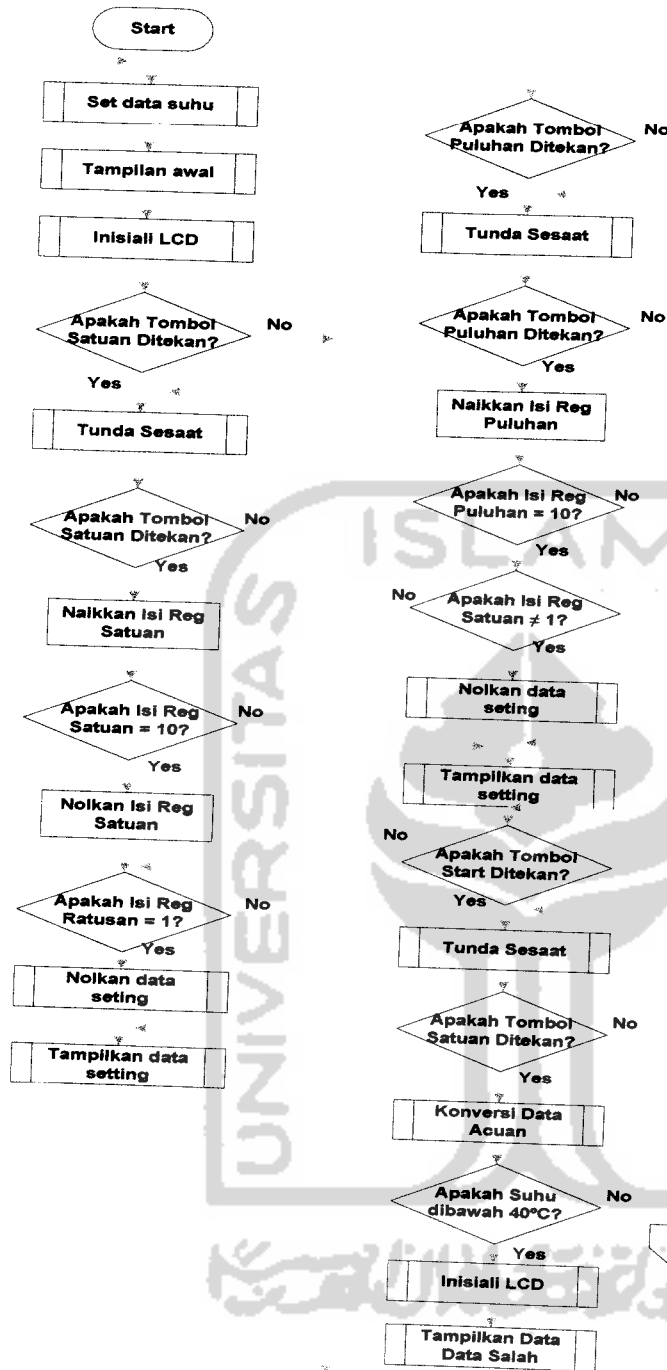 Start
Set data suhu
Tampilan awal
Inisiali LCD
Apakah Tombol
Satuan Ditekan?
No
Yes
Tunda Sesaat
Apakah Tombol
Satuan Ditekan?
No
Yes
Naikkan Isi Reg
Satuan
Apakah Isi Reg
Satuan = 10?
No
Yes
Nolkan Isi Reg
Satuan
Apakah Isi Reg
Ratusan = 1?
No
Yes
Nolkan data
seting
Tampilkan data
setting
Apakah Tombol
Puluhan Ditekan?
No
Yes
Tunda Sesaat
Apakah Tombol
Puluhan Ditekan?
No
Yes
Naikkan Isi Reg
Puluhan
Apakah Isi Reg
Puluhan = 10?
No
Yes
No
Apakah Isi Reg
Satuan ≠ 1?
Yes
Nolkan data
seting
Tampilkan data
setting
No
Apakah Tombol
Start Ditekan?
Yes
Tunda Sesaat
Apakah Tombol
Satuan Ditekan?
No
Yes
Konversi Data
Acuan
Apakah Suhu
dibawah 40ºC?
No
Yes
Inisiali LCD
Tampilkan Data
Data Salah
UNIVERSITAS
ISLAM